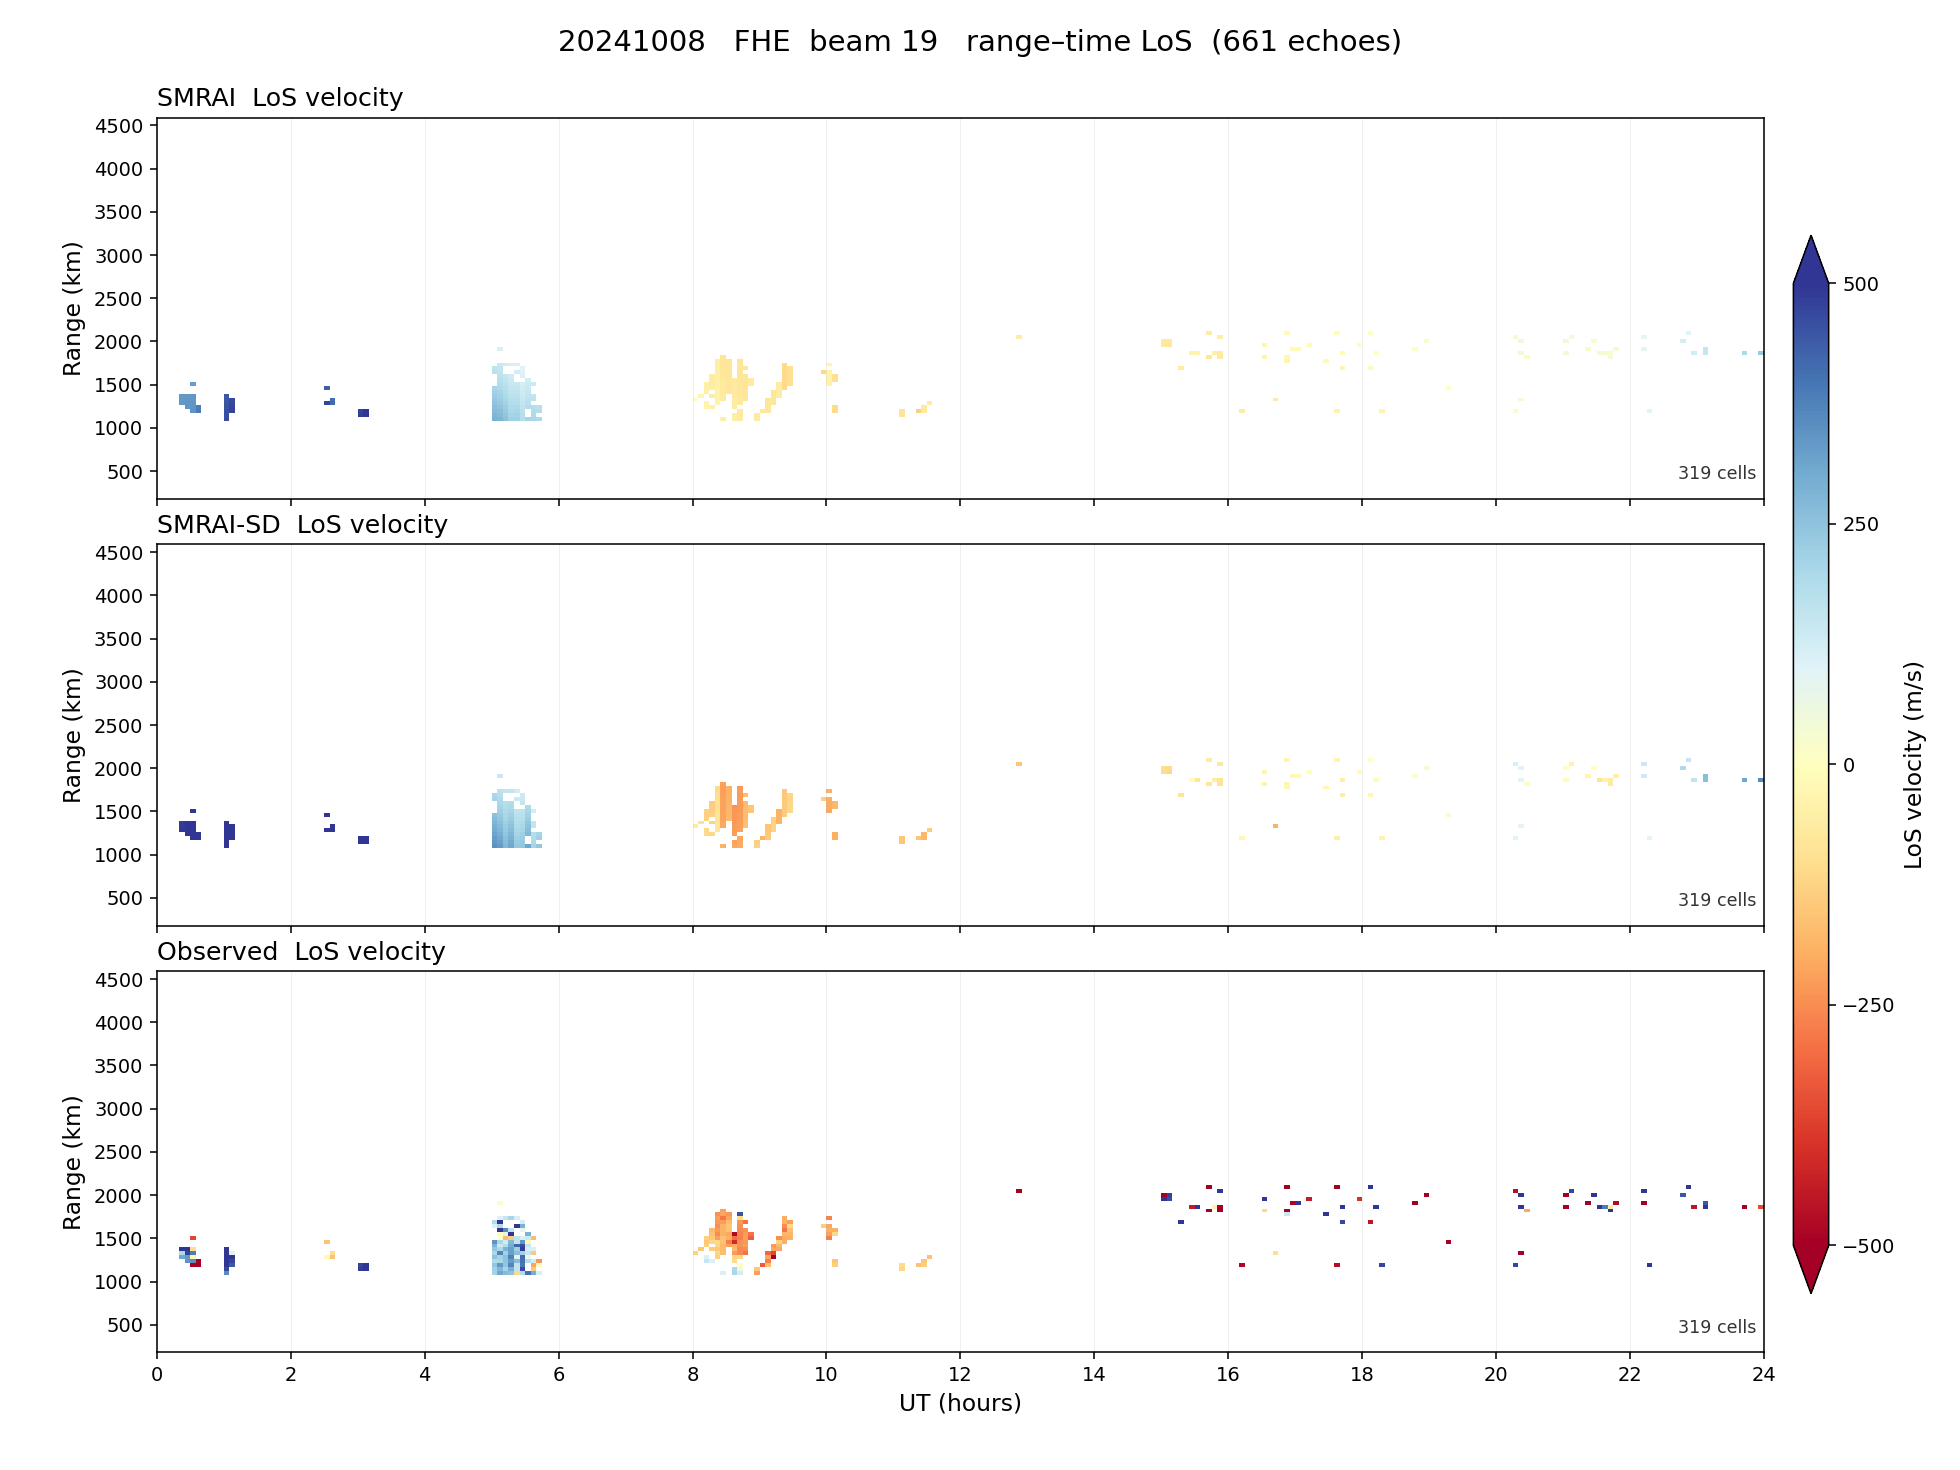 20241008   FHE  beam 19   range–time LoS  (661 echoes)
SMRAI  LoS velocity
4500
4000
3500
3000
2500
2000
1500
1000
500
Range (km)
319 cells
SMRAI-SD  LoS velocity
4500
4000
3500
3000
2500
2000
1500
1000
500
Range (km)
319 cells
Observed  LoS velocity
4500
4000
3500
3000
2500
2000
1500
1000
500
Range (km)
319 cells
0 2 4 6 8 10 12 14 16 18 20 22 24
UT (hours)
500
250
0
−250
−500
LoS velocity (m/s)